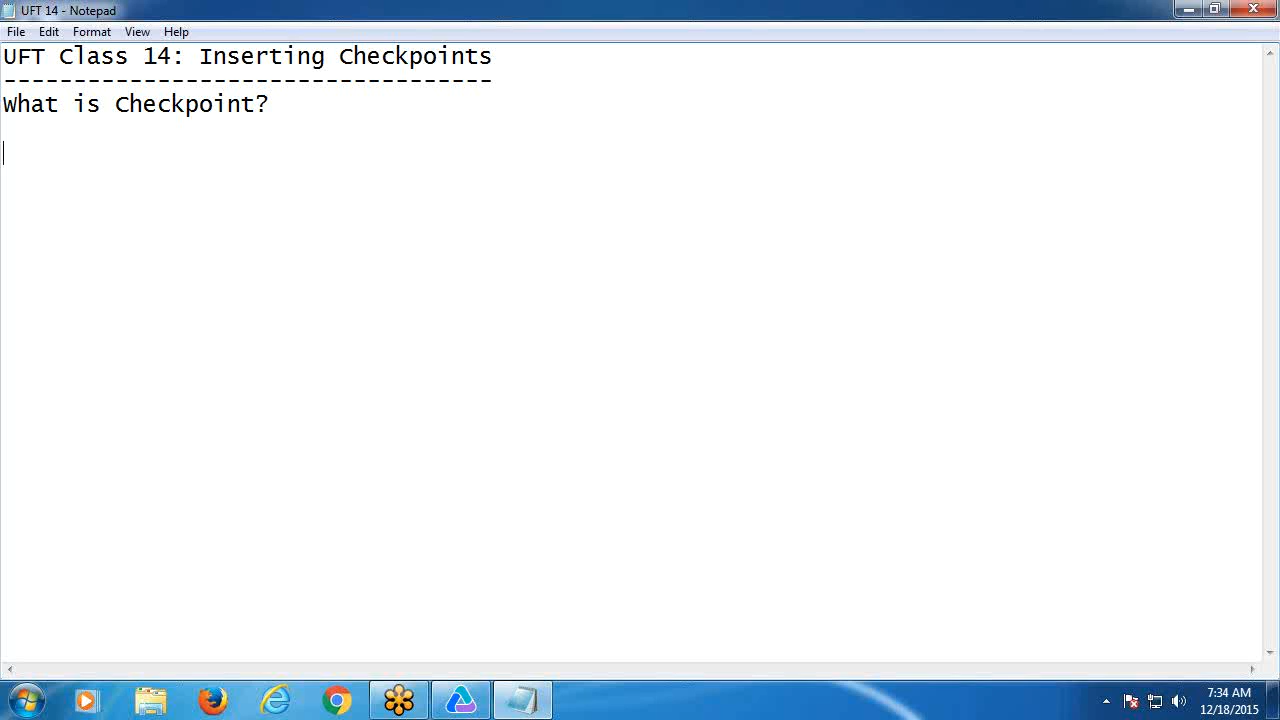 UFT 14 - Notepad
File Edit Format View Help
UFT Class 14: Inserting Checkpoints
-----------------------------------
What is Checkpoint?
7:34 AM
12/18/2015